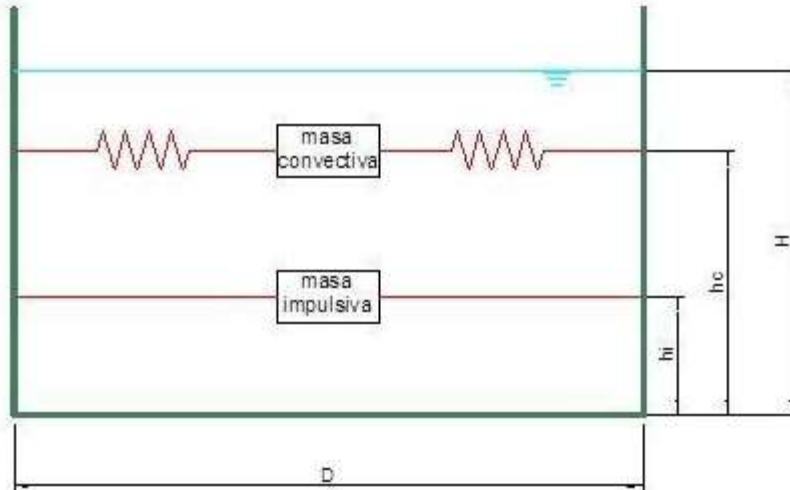 masa
convectiva
masa
impulsiva
hi
hc
H
D